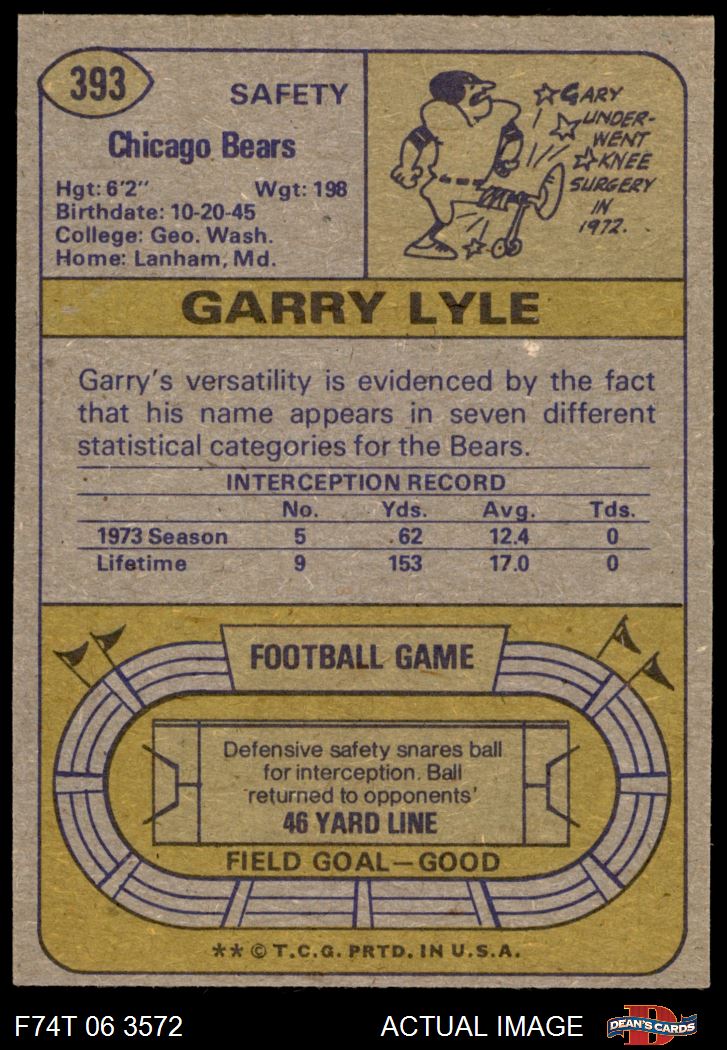 393
SAFETY
Chicago Bears
Hgt: 6'2" Wgt: 198
Birthdate: 10-20-45
College: Geo. Wash.
Home: Lanham, Md.
GARY
UNDER-
WENT
KNEE
SURGERY
IN
1972.
GARRY LYLE
Garry's versatility is evidenced by the fact
that his name appears in seven different
statistical categories for the Bears.
INTERCEPTION RECORD
No. Yds. Avg. Tds.
1973 Season 5 62 12.4 0
Lifetime 9 153 17.0 0
FOOTBALL GAME
Defensive safety snares ball
for interception. Ball
returned to opponents'
46 YARD LINE
FIELD GOAL—GOOD
** © T.C.G. PRTD. IN U.S.A.
F74T 06 3572 ACTUAL IMAGE DEAN'S CARDS